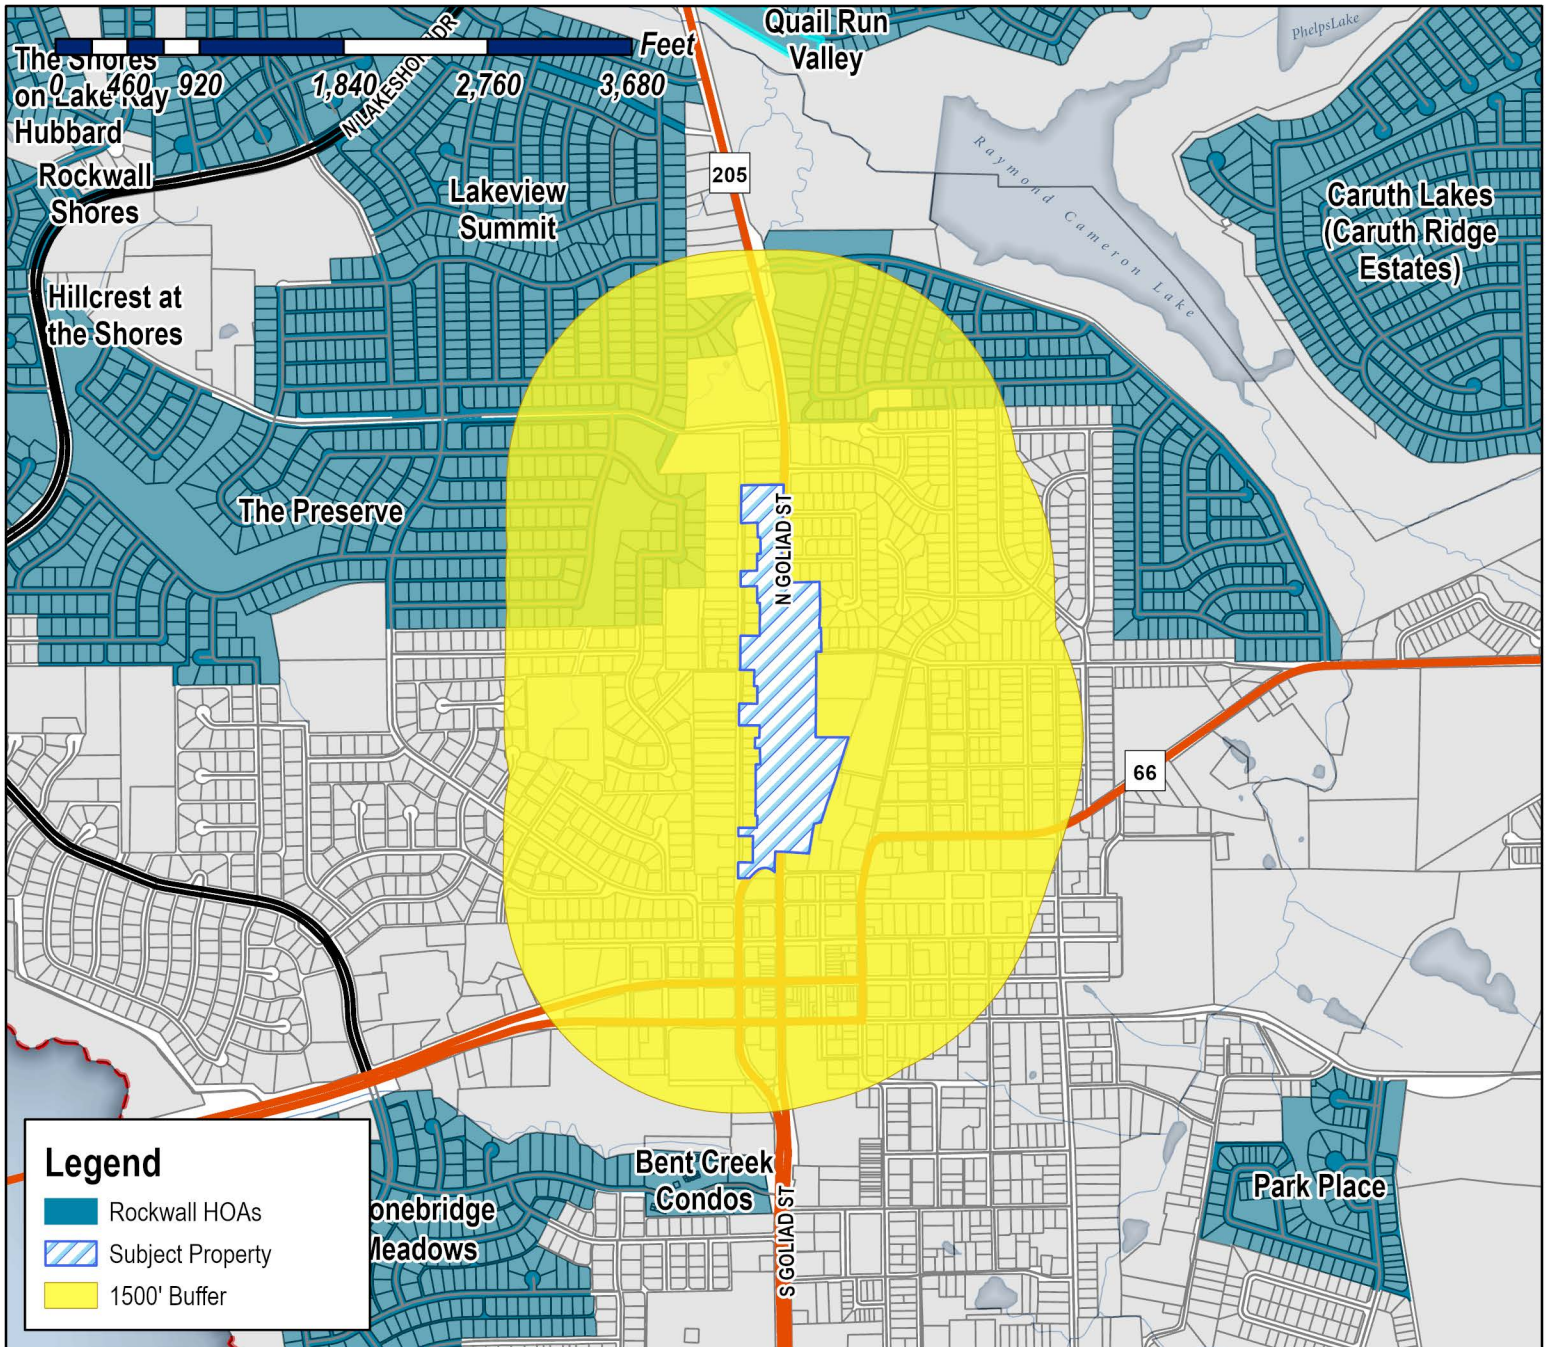 Quail Run
Valley
PhelpsLake
Feet
The Shores
on Lake Ray
Hubbard
0 460 920 1,840 2,760 3,680
N LAKESHORE DR
Rockwall
Shores
Lakeview
Summit
205
Raymond Cameron Lake
Caruth Lakes
(Caruth Ridge
Estates)
Hillcrest at
the Shores
The Preserve
N GOLIAD ST
66
Legend
Rockwall HOAs
Subject Property
1500' Buffer
onebridge
Meadows
Bent Creek
Condos
S GOLIAD ST
Park Place